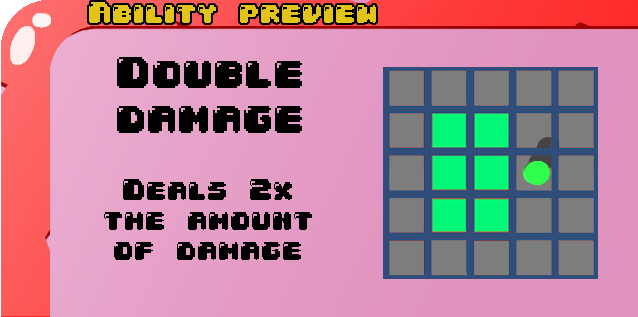 Ability preview
Double
damage
Deals 2x
the amount
of damage